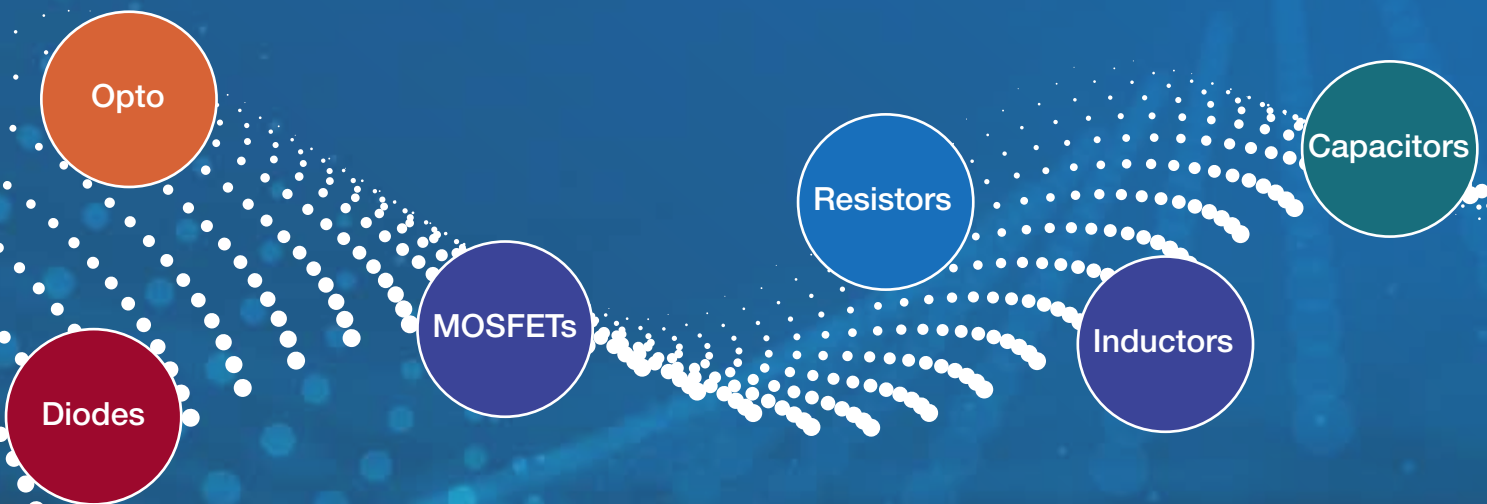 Opto
Diodes
MOSFETs
Resistors
Inductors
Capacitors